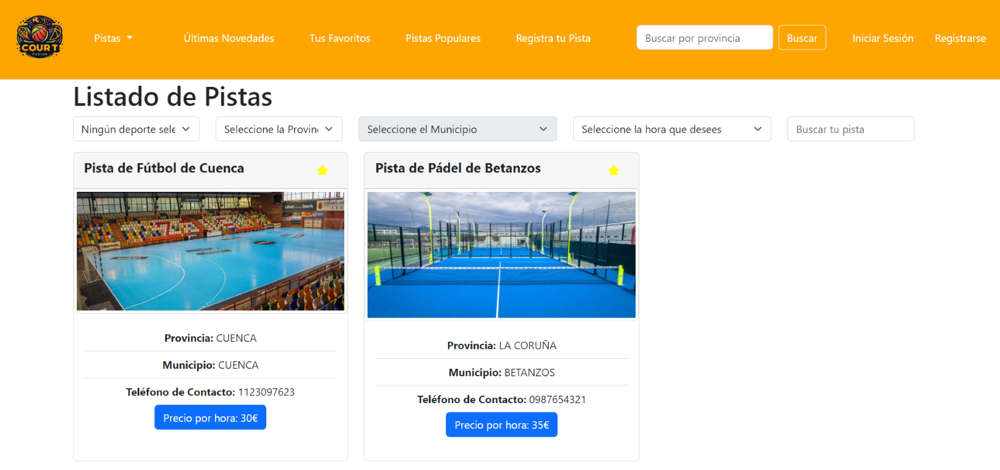 COURT
FUSION
Pistas
Últimas Novedades
Tus Favoritos
Pistas Populares
Registra tu Pista
Buscar por provincia
Buscar
Iniciar Sesión
Registrarse
Listado de Pistas
Ningún deporte sele
Seleccione la Provin
Seleccione el Municipio
Seleccione la hora que desees
Buscar tu pista
Pista de Fútbol de Cuenca
Liberbank
Liber bank
Provincia: CUENCA
Municipio: CUENCA
Teléfono de Contacto: 1123097623
Precio por hora: 30€
Pista de Pádel de Betanzos
Provincia: LA CORUÑA
Municipio: BETANZOS
Teléfono de Contacto: 0987654321
Precio por hora: 35€